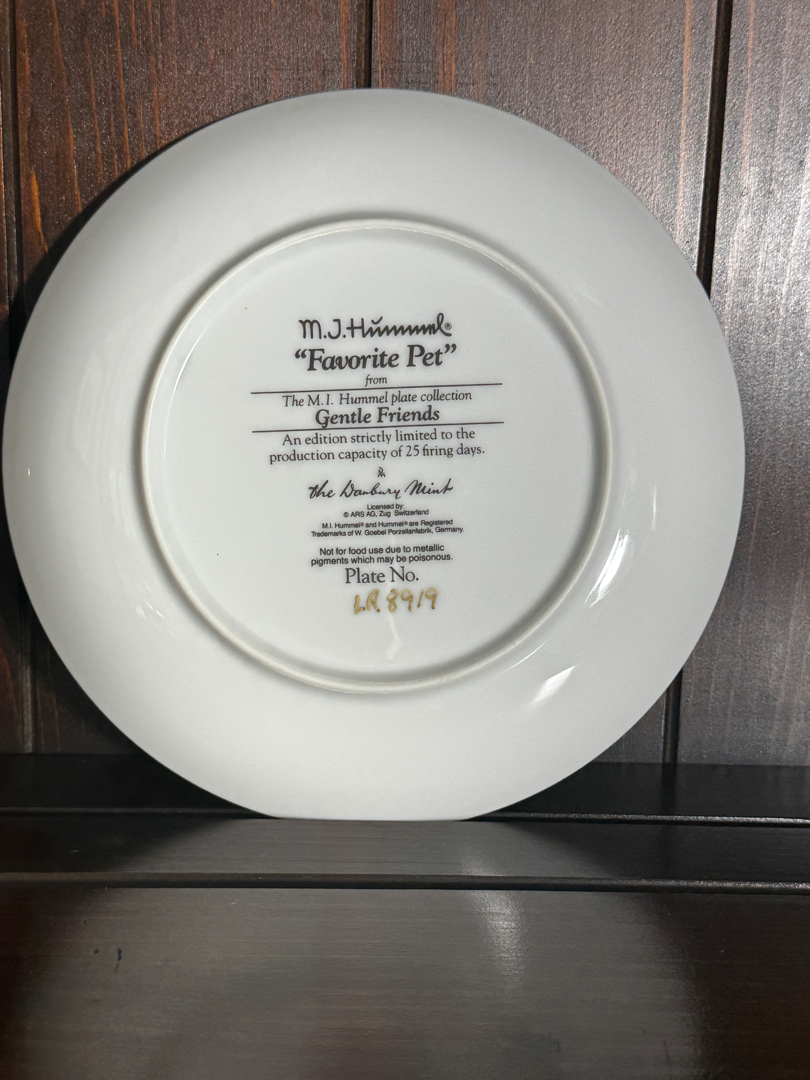 M.J.Hummel®
“Favorite Pet”
from
The M.I. Hummel plate collection
Gentle Friends
An edition strictly limited to the
production capacity of 25 firing days.
the Danbury Mint
Licensed by:
© ARS AG, Zug Switzerland
M.I. Hummel® and Hummel® are Registered
Trademarks of W. Goebel Porzellanfabrik, Germany.
Not for food use due to metallic
pigments which may be poisonous.
Plate No.
LR 8919